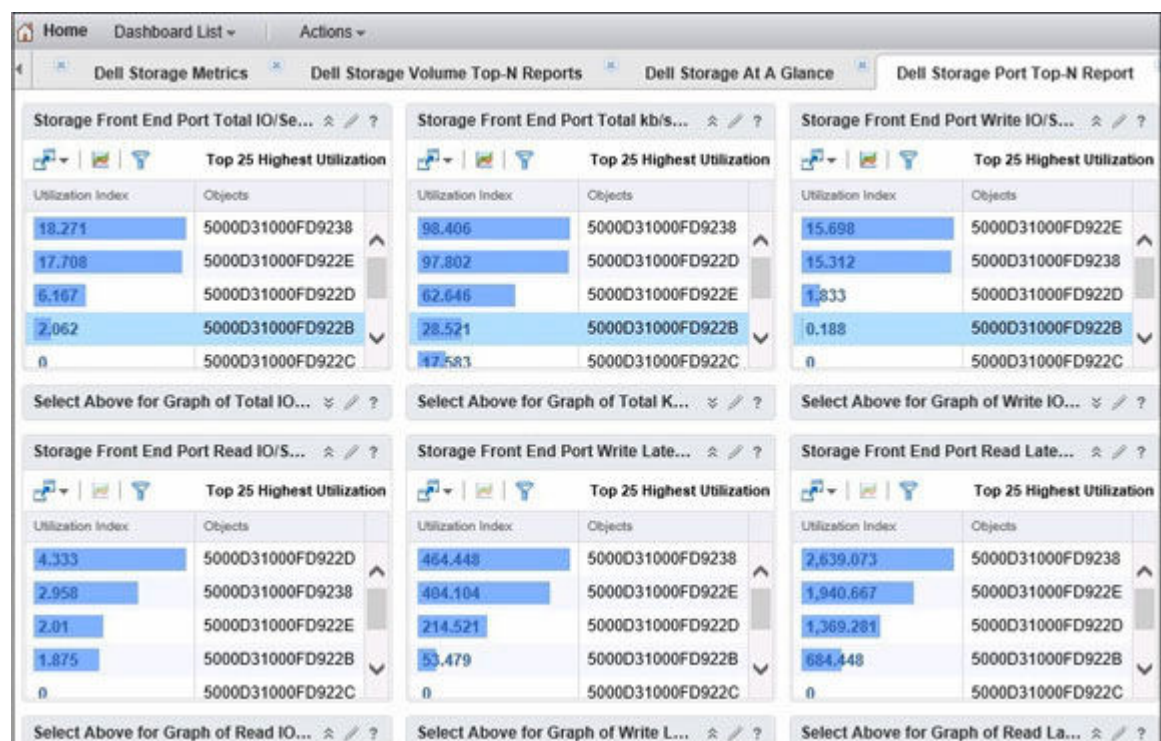 Home Dashboard List Actions
Dell Storage Metrics Dell Storage Volume Top-N Reports Dell Storage At A Glance Dell Storage Port Top-N Report
Storage Front End Port Total IO/Se... ? Storage Front End Port Total kb/s... ? Storage Front End Port Write IO/S... ?
Top 25 Highest Utilization Top 25 Highest Utilization Top 25 Highest Utilization
Utilization Index Objects Utilization Index Objects Utilization Index Objects
18.271 5000D31000FD9238 98.406 5000D31000FD9238 15.698 5000D31000FD922E
17.708 5000D31000FD922E 97.802 5000D31000FD922D 15.312 5000D31000FD9238
6.167 5000D31000FD922D 62.646 5000D31000FD922E 1.833 5000D31000FD922D
2.062 5000D31000FD922B 28.521 5000D31000FD922B 0.188 5000D31000FD922B
0 5000D31000FD922C 17.583 5000D31000FD922C 0 5000D31000FD922C
Select Above for Graph of Total IO... ? Select Above for Graph of Total K... ? Select Above for Graph of Write IO... ?
Storage Front End Port Read IO/S... ? Storage Front End Port Write Late... ? Storage Front End Port Read Late... ?
Top 25 Highest Utilization Top 25 Highest Utilization Top 25 Highest Utilization
Utilization Index Objects Utilization Index Objects Utilization Index Objects
4.333 5000D31000FD922D 464.448 5000D31000FD9238 2,639.073 5000D31000FD9238
2.958 5000D31000FD9238 404.104 5000D31000FD922E 1,940.667 5000D31000FD922E
2.01 5000D31000FD922E 214.521 5000D31000FD922D 1,369.281 5000D31000FD922D
1.875 5000D31000FD922B 53.479 5000D31000FD922B 684.448 5000D31000FD922B
0 5000D31000FD922C 0 5000D31000FD922C 0 5000D31000FD922C
Select Above for Graph of Read IO... ? Select Above for Graph of Write L... ? Select Above for Graph of Read La... ?